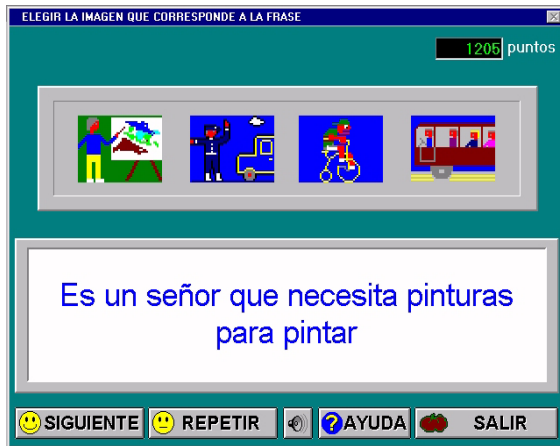 ELEGIR LA IMAGEN QUE CORRESPONDE A LA FRASE
1205 puntos
Es un señor que necesita pinturas
para pintar
SIGUIENTE REPETIR ? AYUDA SALIR